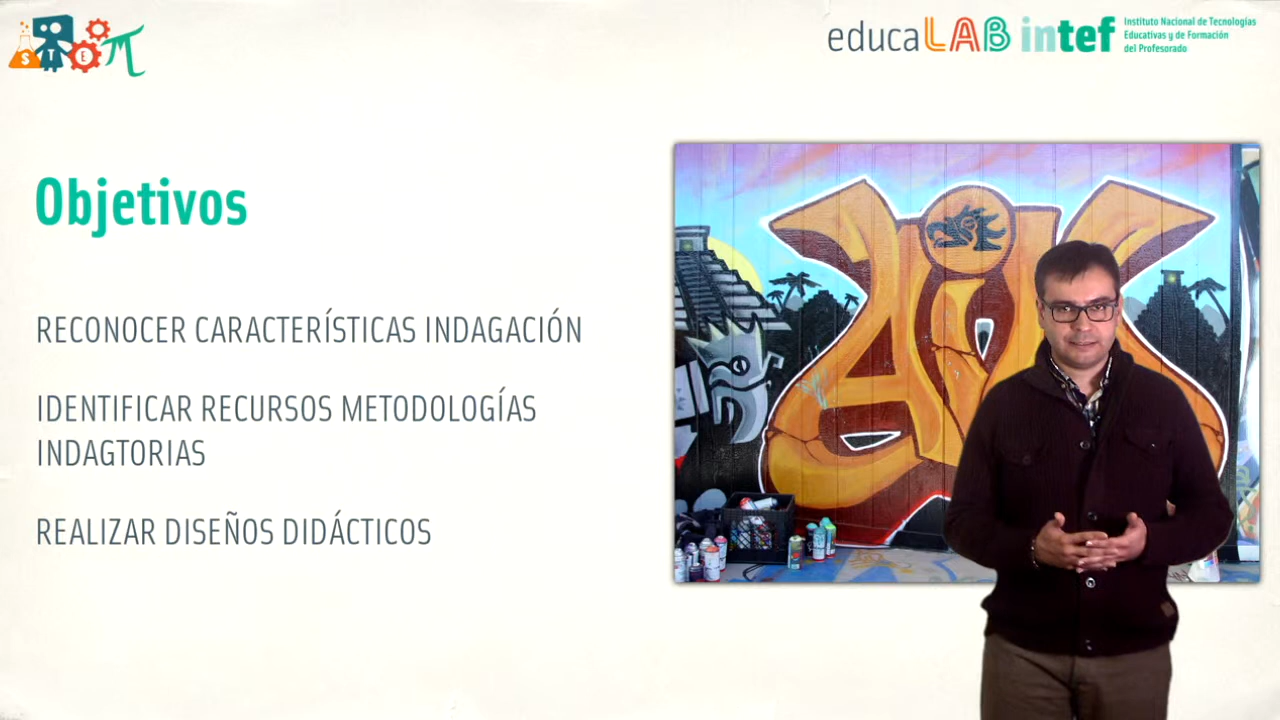 S T E
educaLAB intef
Instituto Nacional de Tecnologías
Educativas y de Formación
del Profesorado
Objetivos
RECONOCER CARACTERÍSTICAS INDAGACIÓN
IDENTIFICAR RECURSOS METODOLOGÍAS
INDAGTORIAS
REALIZAR DISEÑOS DIDÁCTICOS